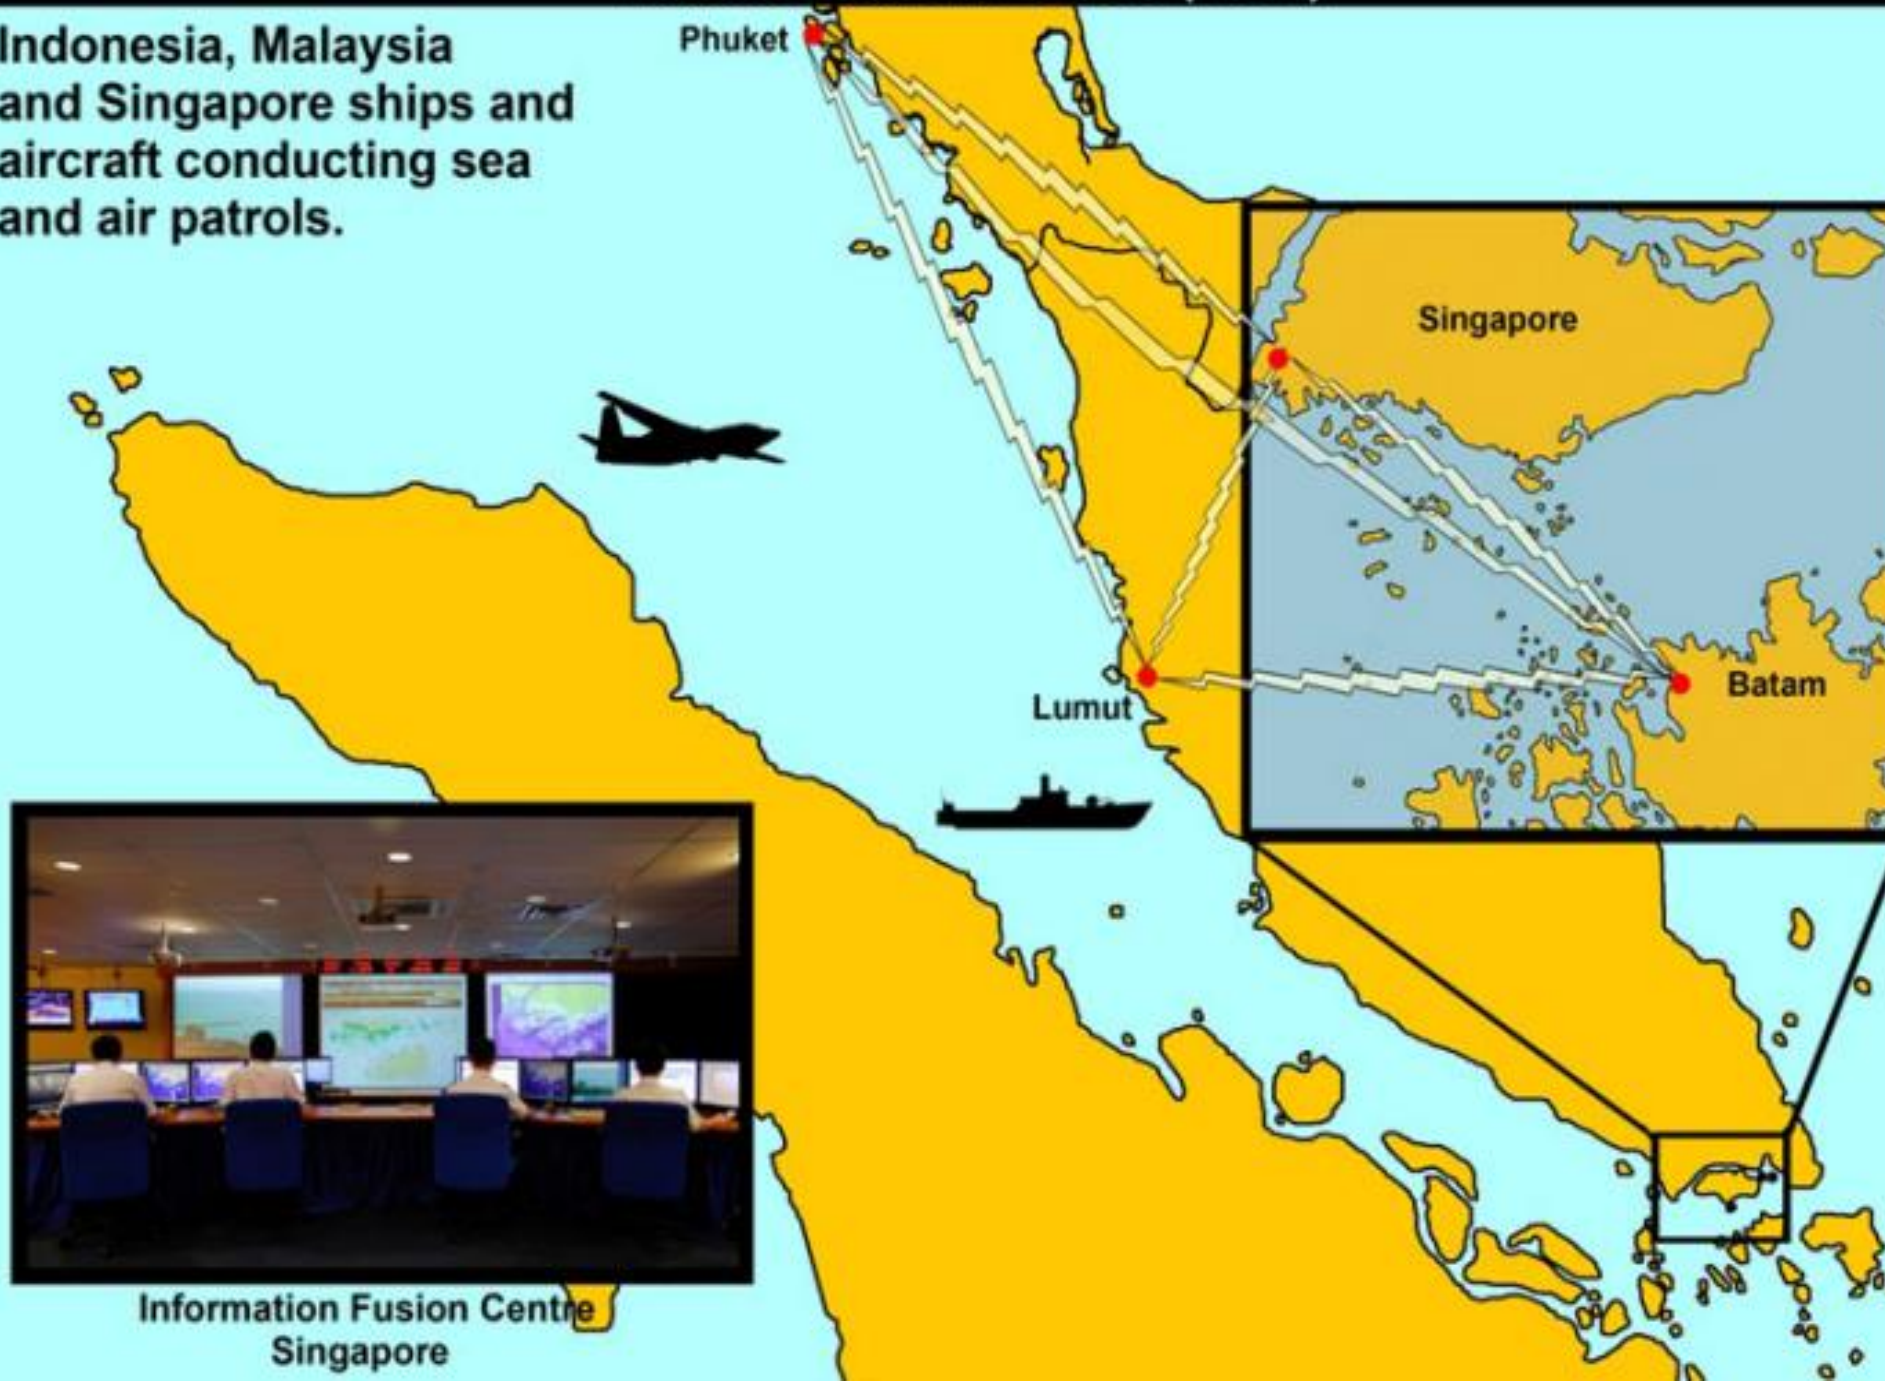 Indonesia, Malaysia
and Singapore ships and
aircraft conducting sea
and air patrols.
Phuket
Singapore
Lumut
Batam
Information Fusion Centre
Singapore